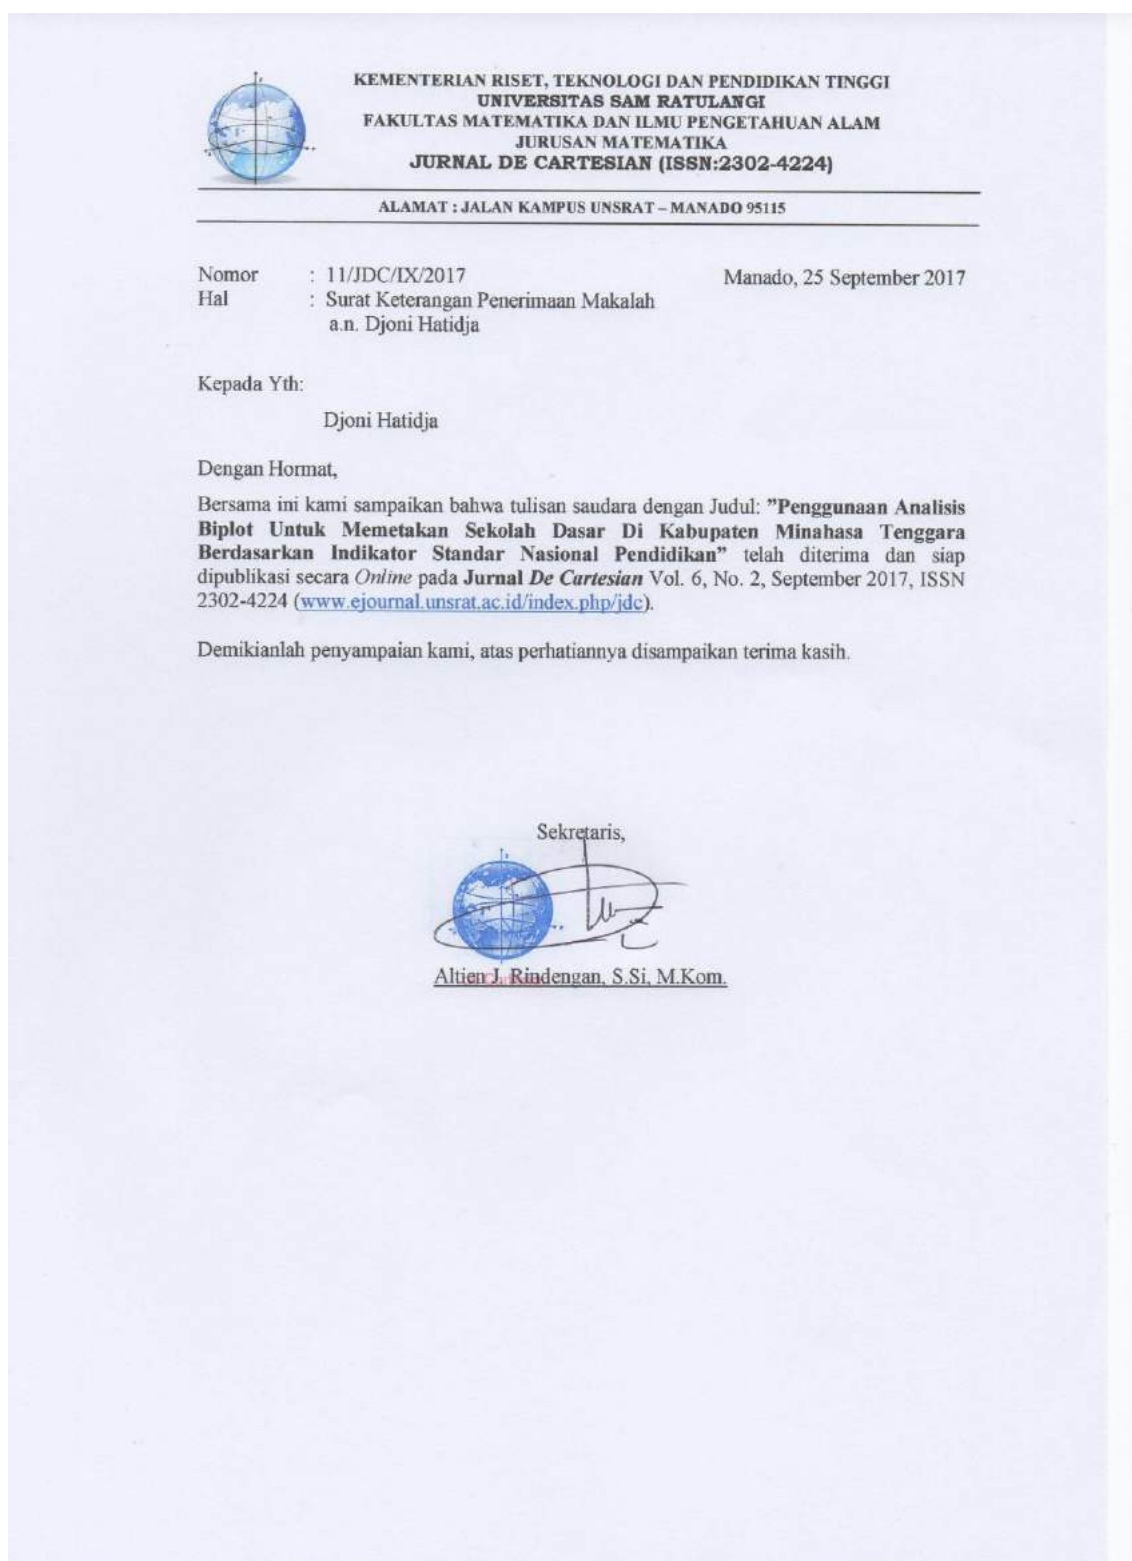 KEMENTERIAN RISET, TEKNOLOGI DAN PENDIDIKAN TINGGI
UNIVERSITAS SAM RATULANGI
FAKULTAS MATEMATIKA DAN ILMU PENGETAHUAN ALAM
JURUSAN MATEMATIKA
JURNAL DE CARTESIAN (ISSN:2302-4224)
ALAMAT : JALAN KAMPUS UNSRAT – MANADO 95115
Nomor : 11/JDC/IX/2017 Manado, 25 September 2017
Hal : Surat Keterangan Penerimaan Makalah
a.n. Djoni Hatidja
Kepada Yth:
Djoni Hatidja
Dengan Hormat,
Bersama ini kami sampaikan bahwa tulisan saudara dengan Judul: ”Penggunaan Analisis
Biplot Untuk Memetakan Sekolah Dasar Di Kabupaten Minahasa Tenggara
Berdasarkan Indikator Standar Nasional Pendidikan” telah diterima dan siap
dipublikasi secara Online pada Jurnal De Cartesian Vol. 6, No. 2, September 2017, ISSN
2302-4224 (www.ejournal.unsrat.ac.id/index.php/jdc).
Demikianlah penyampaian kami, atas perhatiannya disampaikan terima kasih.
Sekretaris,
Altien J. Rindengan, S.Si, M.Kom.